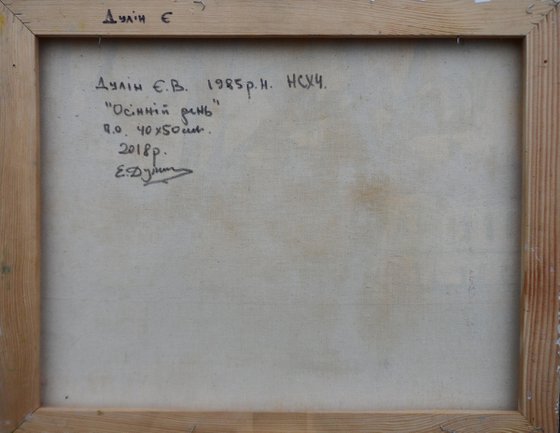 Дулін Є
Дулін Є.В. 1985р.н. НСХУ.
"Осінній день"
п.о. 40х50см.
2018р.
Є.Дулін